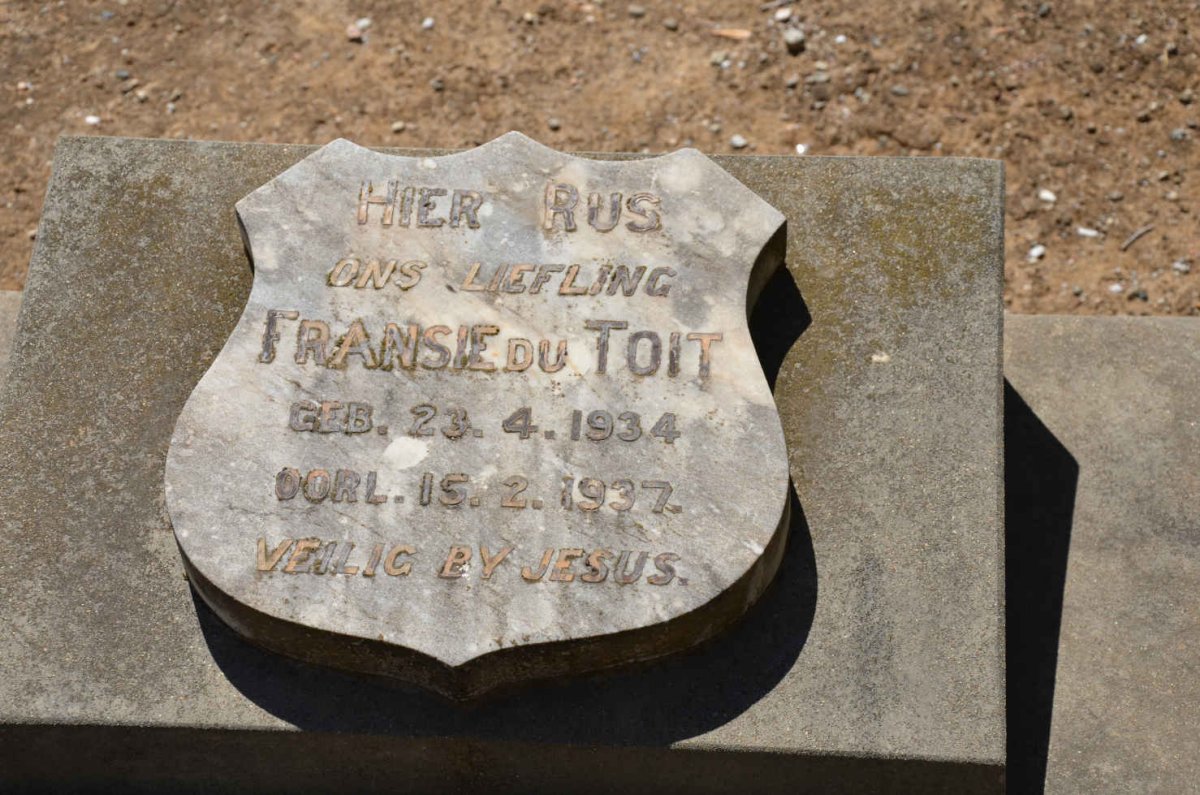 HIER RUS
ONS LIEFLING
FRANSIE DU TOIT
GEB. 23. 4. 1934
OORL. 15. 2. 1937.
VEILIG BY JESUS.